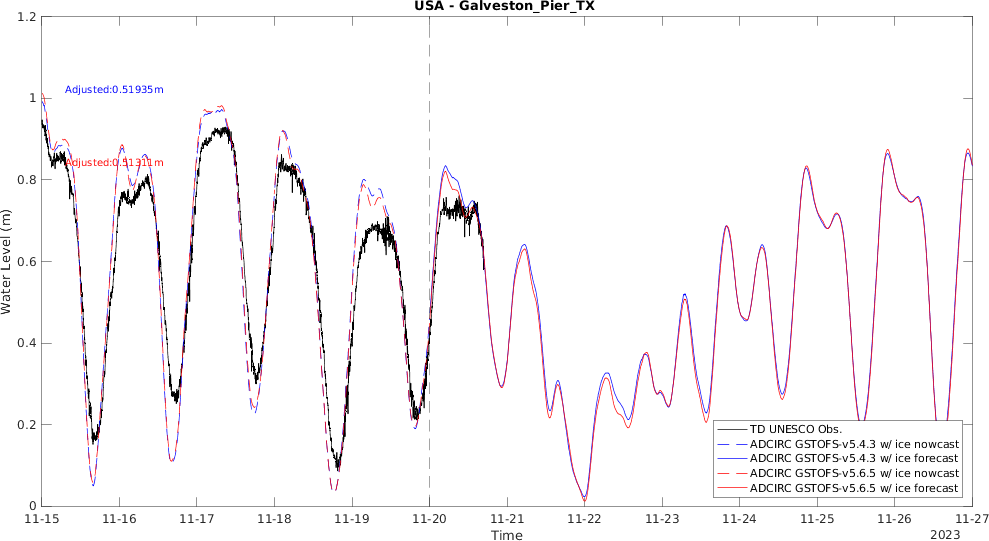 USA - Galveston_Pier_TX
1.2
1
0.8
0.6
0.4
0.2
0
Water Level (m)
Adjusted:0.51935m
Adjusted:0.51311m
TD UNESCO Obs.
ADCIRC GSTOFS-v5.4.3 w/ ice nowcast
ADCIRC GSTOFS-v5.4.3 w/ ice forecast
ADCIRC GSTOFS-v5.6.5 w/ ice nowcast
ADCIRC GSTOFS-v5.6.5 w/ ice forecast
11-15 11-16 11-17 11-18 11-19 11-20 11-21 11-22 11-23 11-24 11-25 11-26 11-27
Time
2023